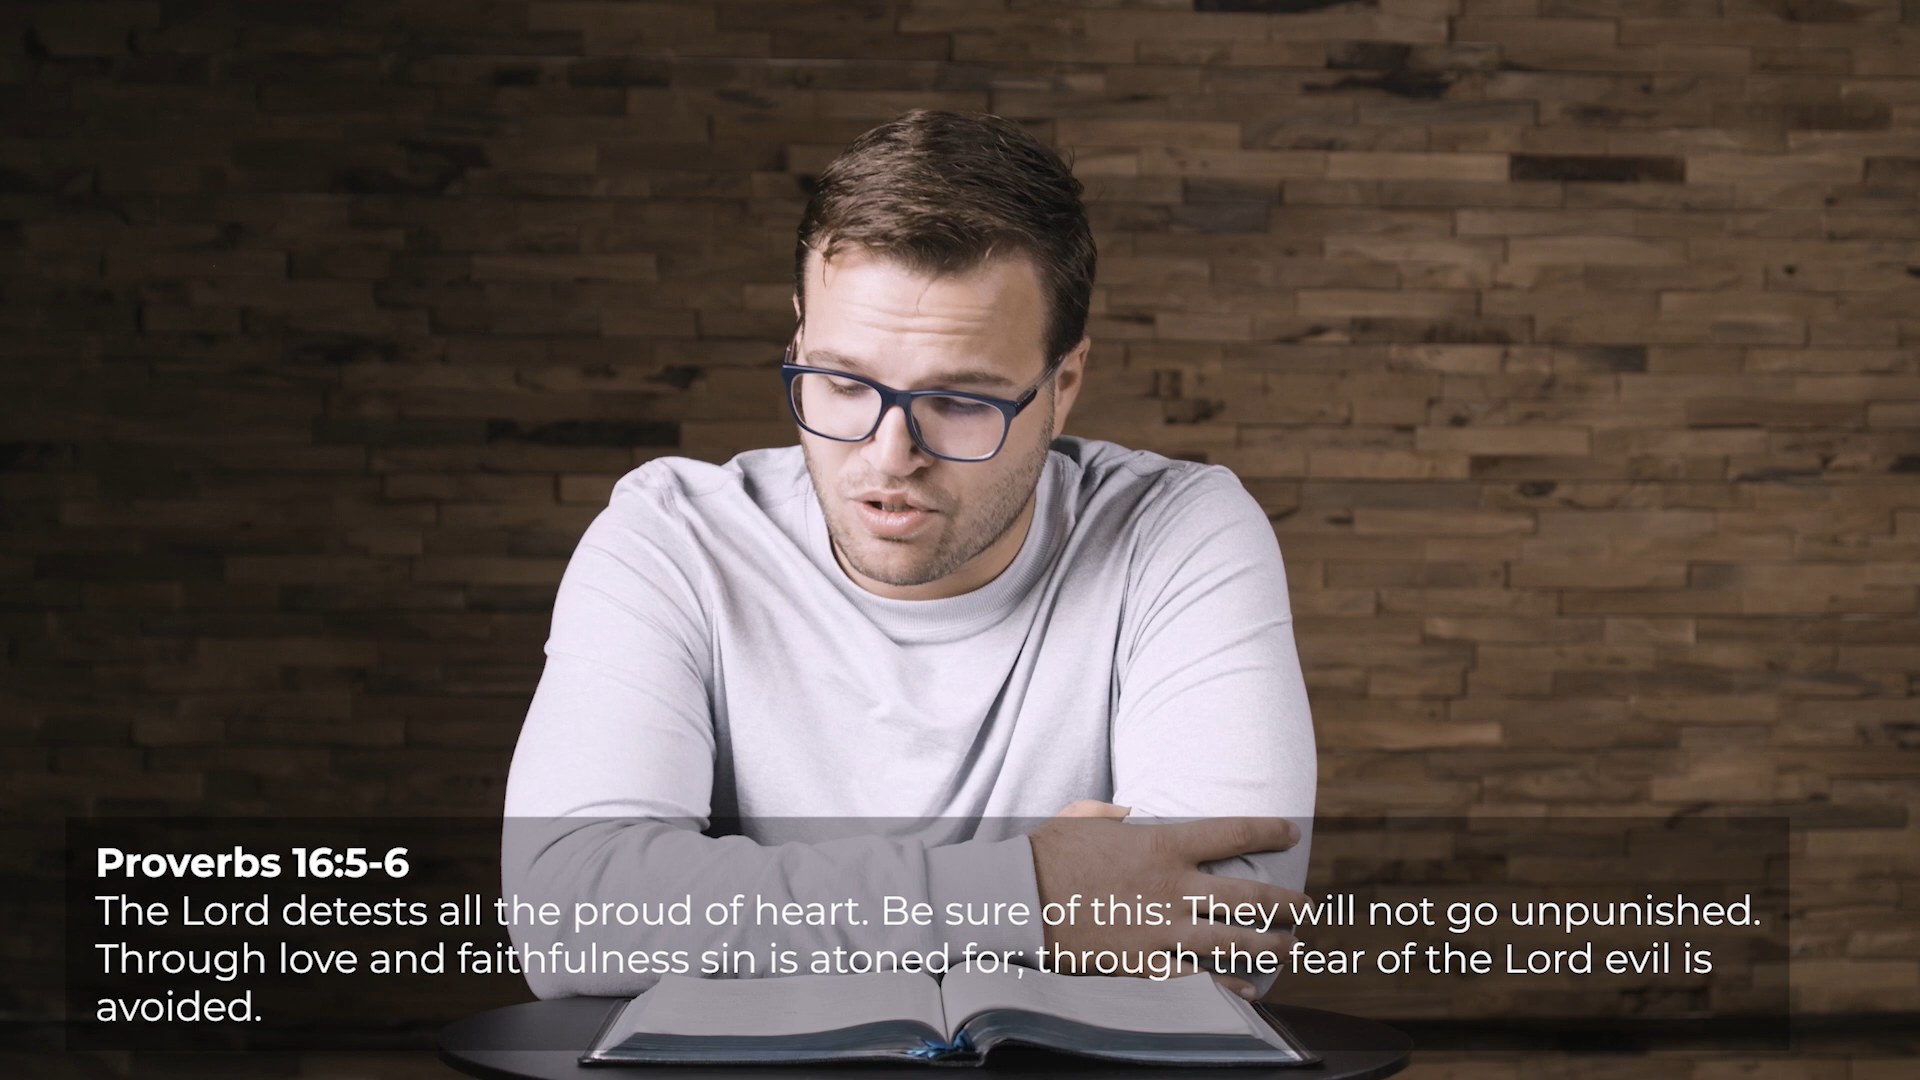 Proverbs 16:5-6
The Lord detests all the proud of heart. Be sure of this: They will not go unpunished.
Through love and faithfulness sin is atoned for; through the fear of the Lord evil is
avoided.